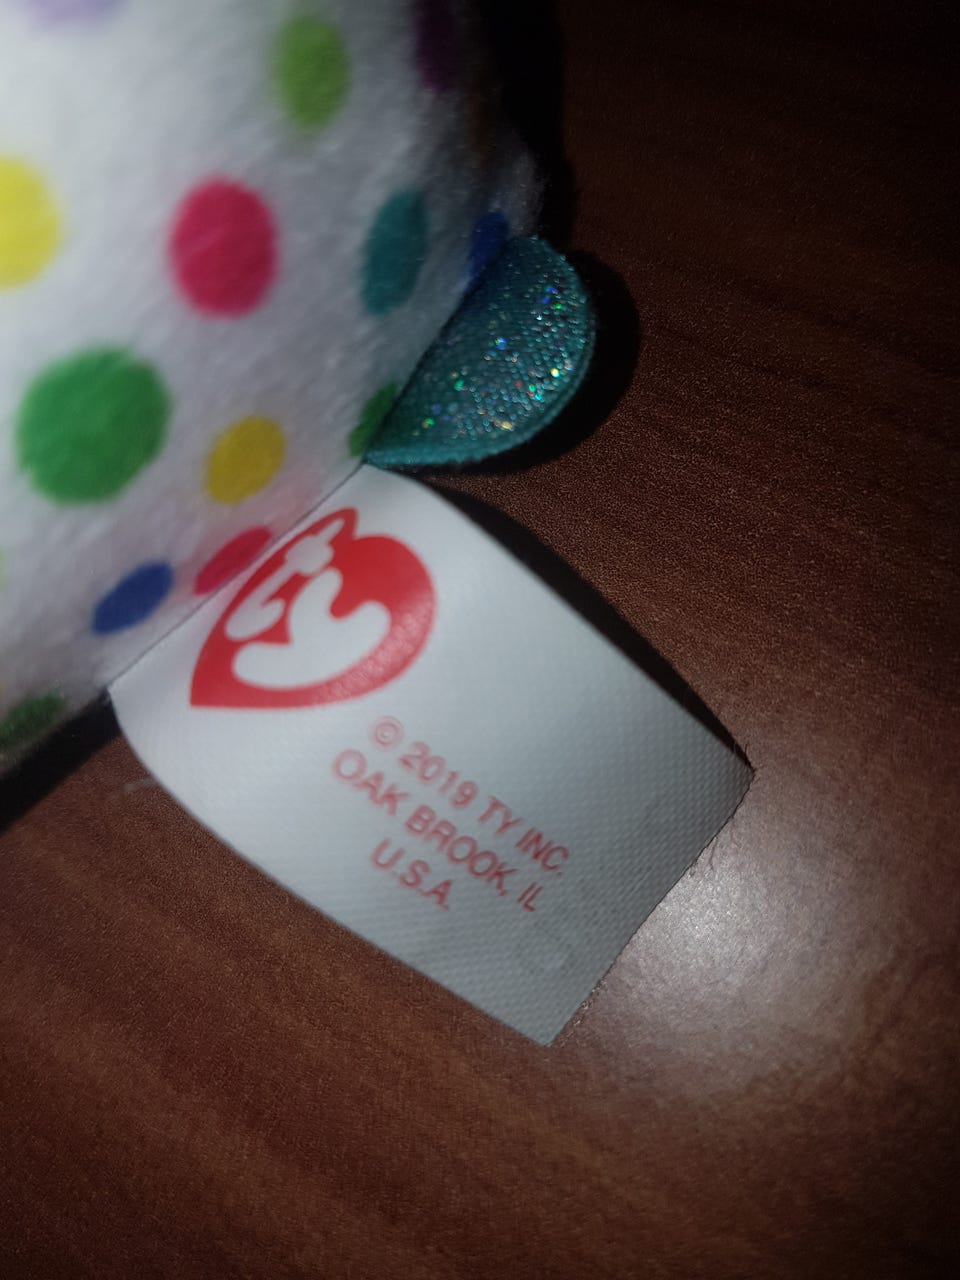 ty
© 2019 TY INC.
OAK BROOK, IL
U.S.A.